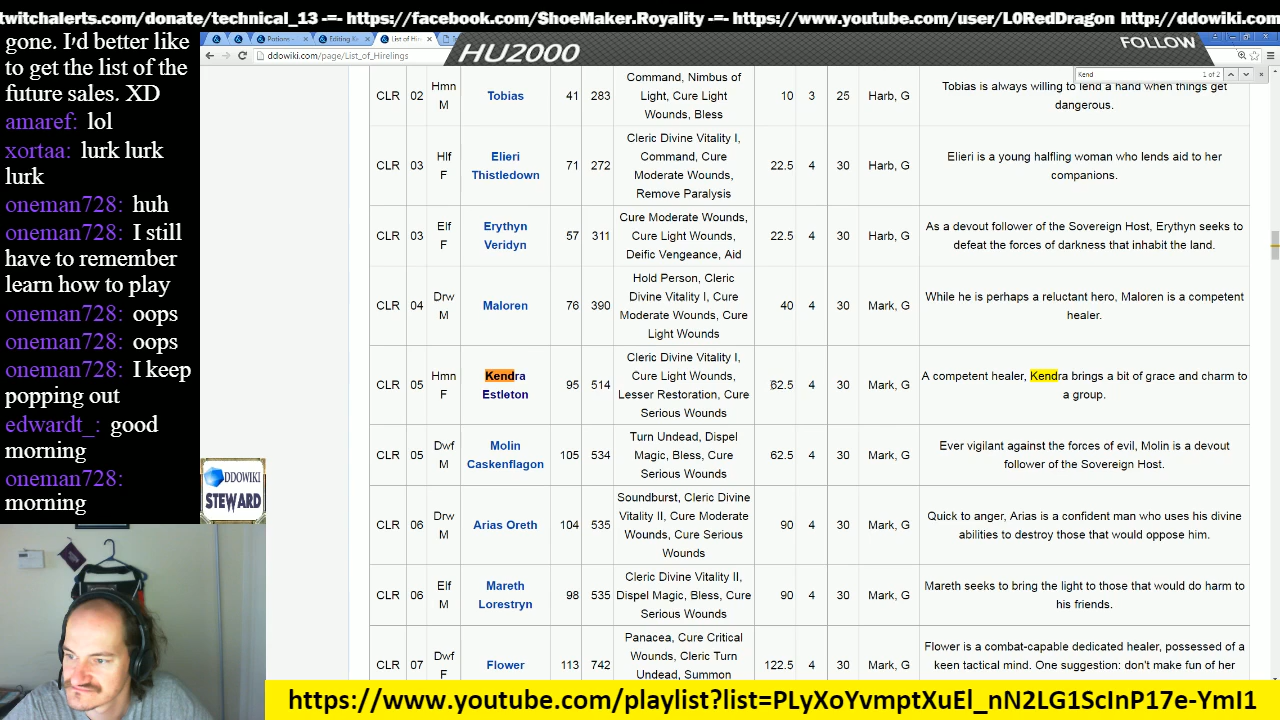 twitchalerts.com/donate/technical_13 -=- https://facebook.com/ShoeMaker.Royality -=- https://www.youtube.com/user/L0RedDragon http://ddowiki.com
gone. I'd better like
to get the list of the
future sales. XD
amaref: lol
xortaa: lurk lurk
lurk
oneman728: huh
oneman728: I still
have to remember
learn how to play
oneman728: oops
oneman728: oops
oneman728: I keep
popping out
edwardt_: good
morning
oneman728:
morning
DDOWIKI
STEWARD
Potions
Editing K
List of Hir
HU2000
FOLLOW
ddowiki.com/page/List_of_Hirelings
Kend 1 of 2
CLR 02 Hmn M Tobias 41 283 Command, Nimbus of Light, Cure Light Wounds, Bless 10 3 25 Harb, G Tobias is always willing to lend a hand when things get dangerous.
CLR 03 Hlf F Elieri Thistledown 71 272 Cleric Divine Vitality I, Command, Cure Moderate Wounds, Remove Paralysis 22.5 4 30 Harb, G Elieri is a young halfling woman who lends aid to her companions.
CLR 03 Elf F Erythyn Veridyn 57 311 Cure Moderate Wounds, Cure Light Wounds, Deific Vengeance, Aid 22.5 4 30 Harb, G As a devout follower of the Sovereign Host, Erythyn seeks to defeat the forces of darkness that inhabit the land.
CLR 04 Drw M Maloren 76 390 Hold Person, Cleric Divine Vitality I, Cure Moderate Wounds, Cure Light Wounds 40 4 30 Mark, G While he is perhaps a reluctant hero, Maloren is a competent healer.
CLR 05 Hmn F Kendra Estleton 95 514 Cleric Divine Vitality I, Cure Light Wounds, Lesser Restoration, Cure Serious Wounds 62.5 4 30 Mark, G A competent healer, Kendra brings a bit of grace and charm to a group.
CLR 05 Dwf M Molin Caskenflagon 105 534 Turn Undead, Dispel Magic, Bless, Cure Serious Wounds 62.5 4 30 Mark, G Ever vigilant against the forces of evil, Molin is a devout follower of the Sovereign Host.
CLR 06 Drw M Arias Oreth 104 535 Soundburst, Cleric Divine Vitality II, Cure Moderate Wounds, Cure Serious Wounds 90 4 30 Mark, G Quick to anger, Arias is a confident man who uses his divine abilities to destroy those that would oppose him.
CLR 06 Elf M Mareth Lorestryn 98 535 Cleric Divine Vitality II, Dispel Magic, Bless, Cure Serious Wounds 90 4 30 Mark, G Mareth seeks to bring the light to those that would do harm to his friends.
CLR 07 Dwf F Flower 113 742 Panacea, Cure Critical Wounds, Cleric Turn Undead, Summon 122.5 4 30 Mark, G Flower is a combat-capable dedicated healer, possessed of a keen tactical mind. One suggestion: don't make fun of her
https://www.youtube.com/playlist?list=PLyXoYvmptXuEl_nN2LG1ScInP17e-YmI1